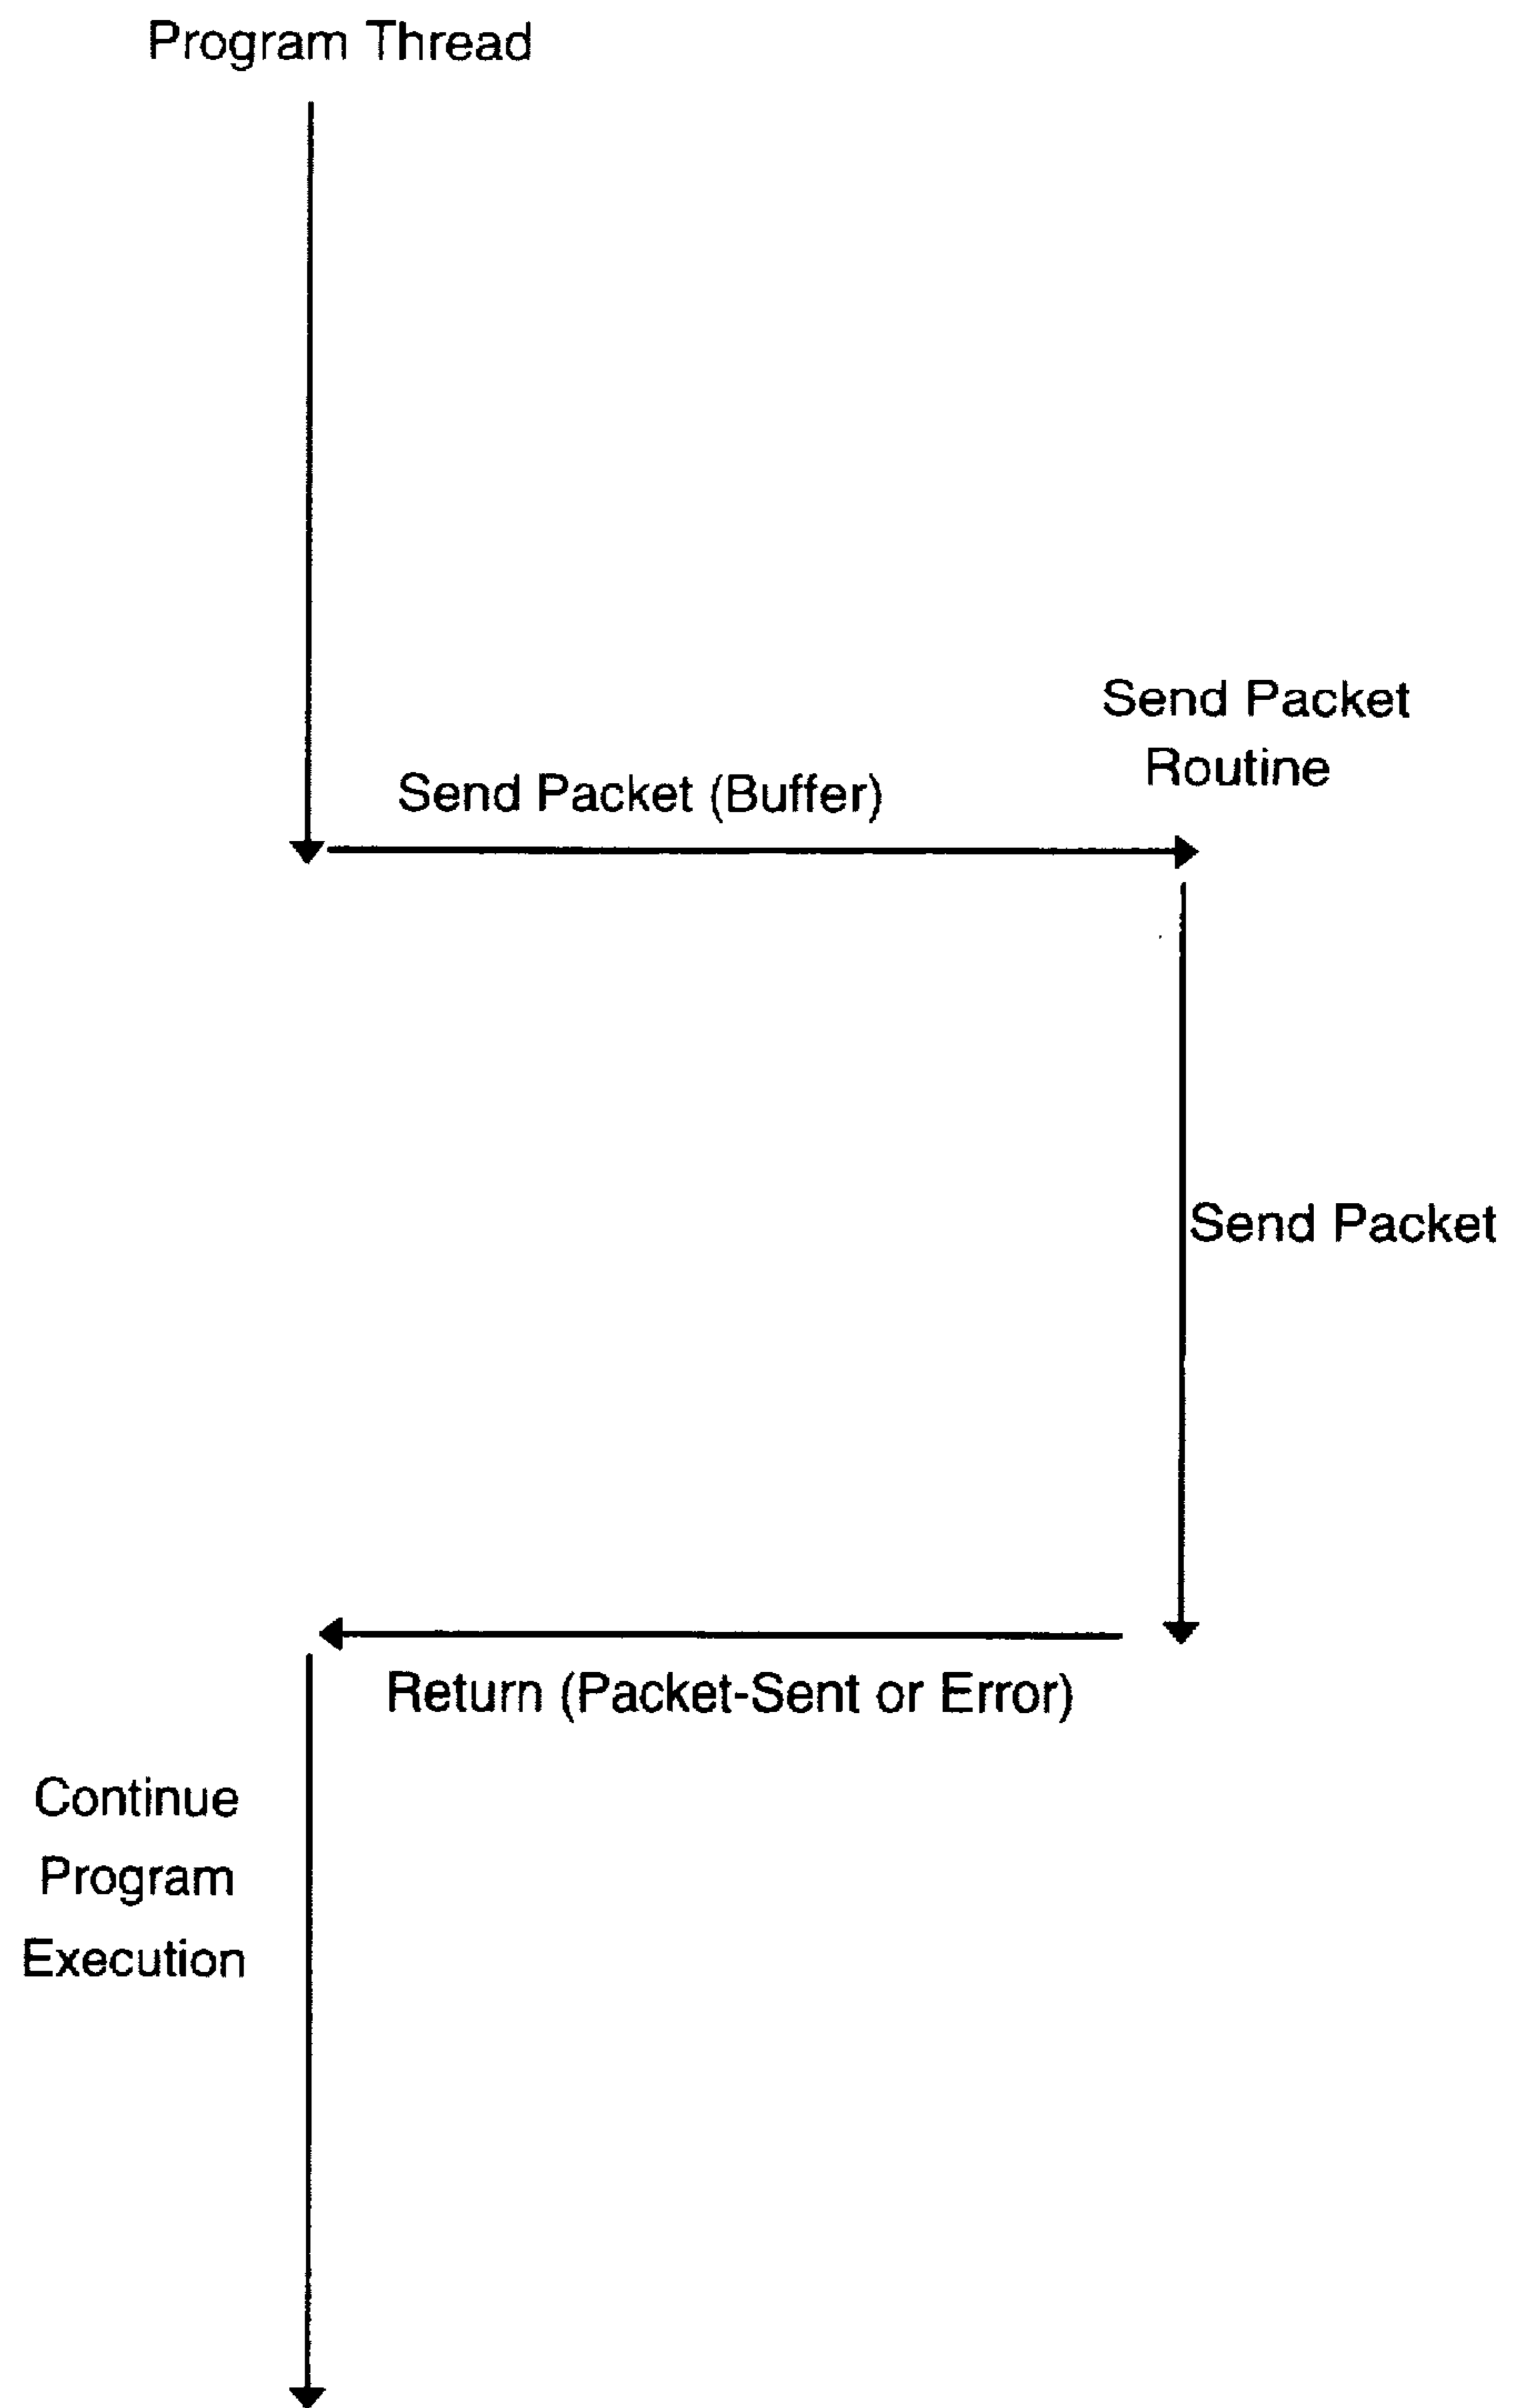 Program Thread
Send Packet
Routine
Send Packet (Buffer)
Send Packet
Return (Packet-Sent or Error)
Continue
Program
Execution